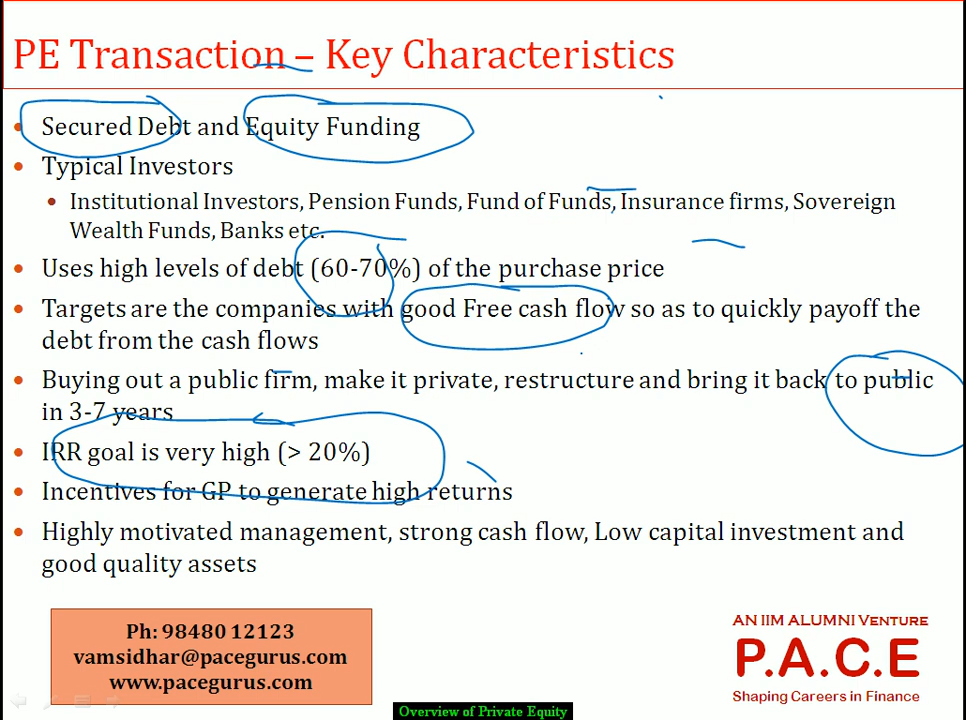 PE Transaction – Key Characteristics
• Secured Debt and Equity Funding
• Typical Investors
• Institutional Investors, Pension Funds, Fund of Funds, Insurance firms, Sovereign
Wealth Funds, Banks etc.
• Uses high levels of debt (60-70%) of the purchase price
• Targets are the companies with good Free cash flow so as to quickly payoff the
debt from the cash flows
• Buying out a public firm, make it private, restructure and bring it back to public
in 3-7 years
• IRR goal is very high (> 20%)
• Incentives for GP to generate high returns
• Highly motivated management, strong cash flow, Low capital investment and
good quality assets
Ph: 98480 12123
vamsidhar@pacegurus.com
www.pacegurus.com
AN IIM ALUMNI VENTURE
P.A.C.E
Shaping Careers in Finance
Overview of Private Equity